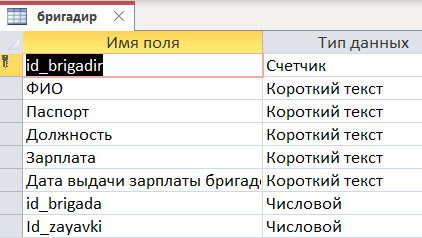 бригадир
Имя поля Тип данных
id_brigadir Счетчик
ФИО Короткий текст
Паспорт Короткий текст
Должность Короткий текст
Зарплата Короткий текст
Дата выдачи зарплаты бригад Короткий текст
id_brigada Числовой
Id_zayavki Числовой